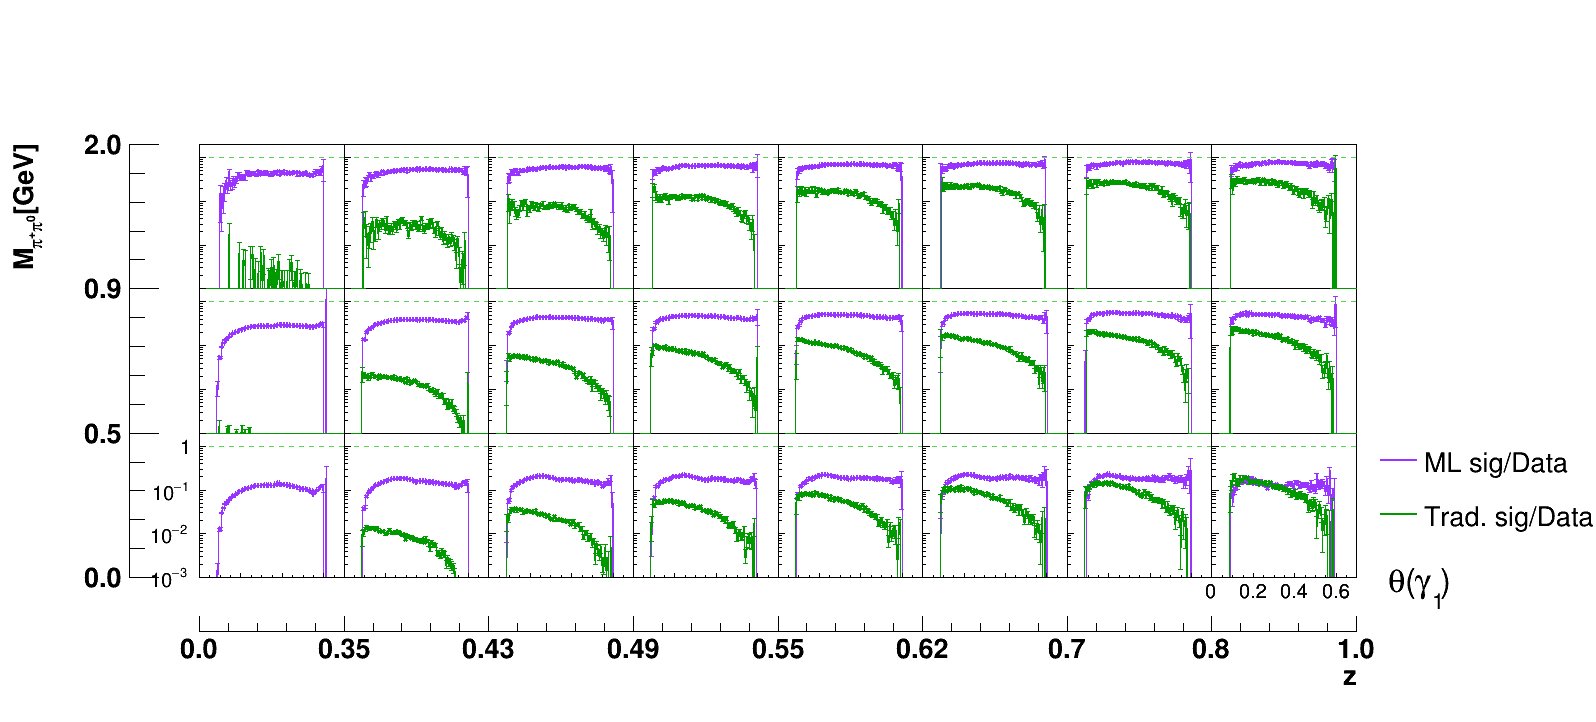 M π⁺π⁰ [GeV]
2.0
0.9
0.5
0.0
1
10⁻¹
10⁻²
10⁻³
ML sig/Data
Trad. sig/Data
0 0.2 0.4 0.6
θ(γ₁)
0.0 0.35 0.43 0.49 0.55 0.62 0.7 0.8 1.0
z